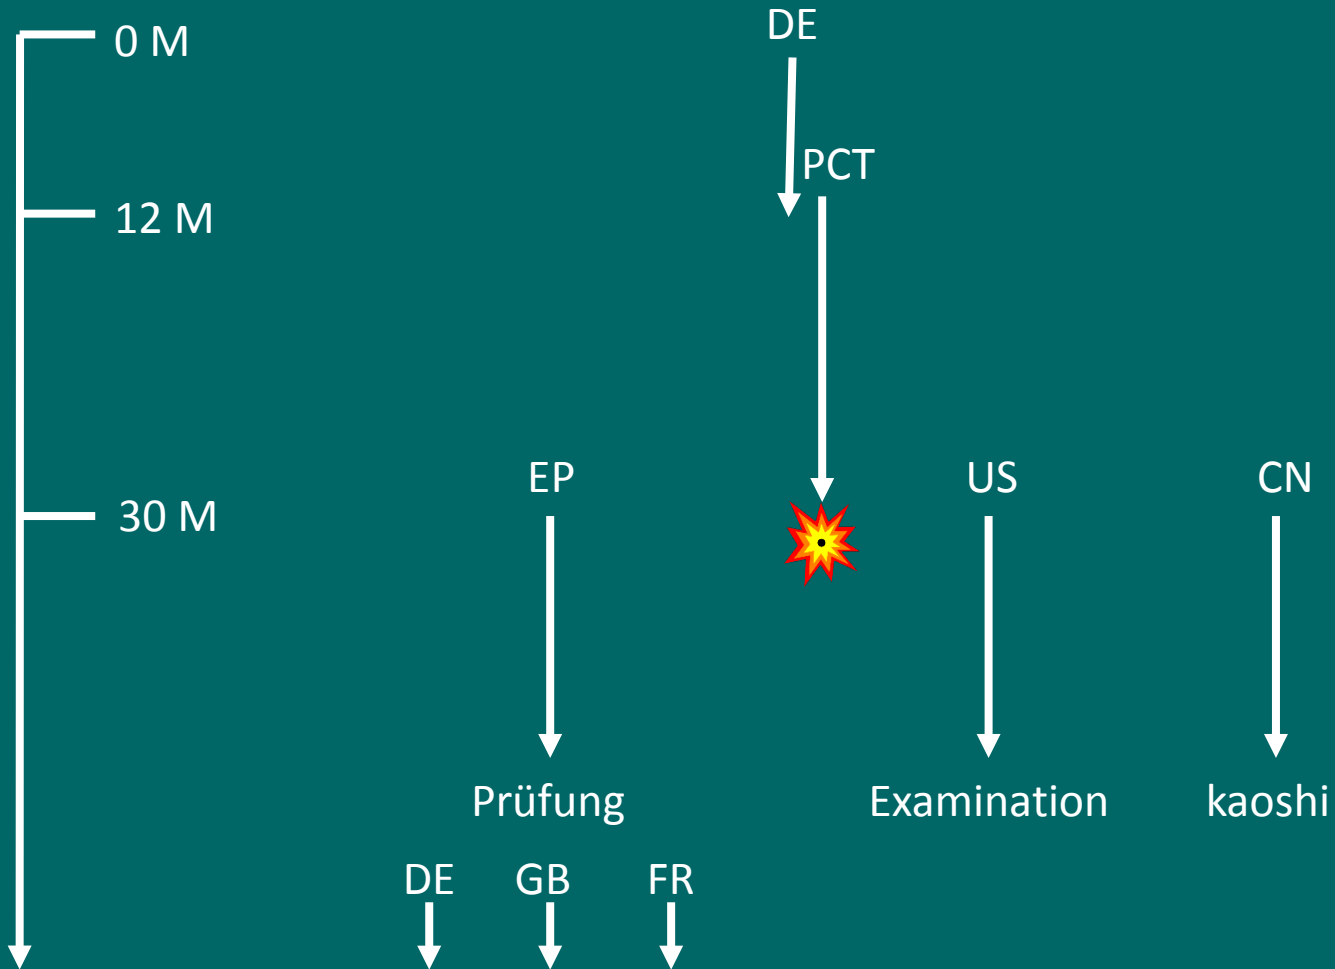 0 M
DE
PCT
12 M
EP
US
CN
30 M
Prüfung
Examination
kaoshi
DE
GB
FR